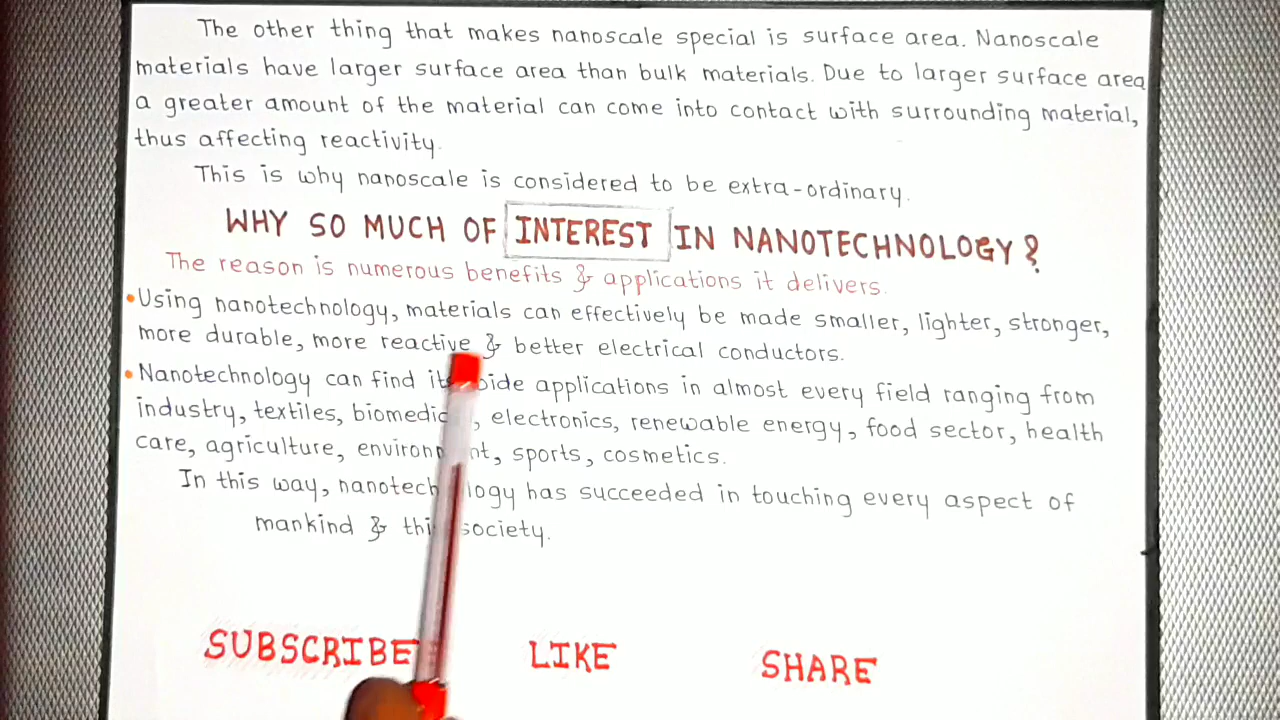 The other thing that makes nanoscale special is surface area. Nanoscale
materials have larger surface area than bulk materials. Due to larger surface area
a greater amount of the material can come into contact with surrounding material,
thus affecting reactivity.
This is why nanoscale is considered to be extra-ordinary.
WHY SO MUCH OF INTEREST IN NANOTECHNOLOGY?
The reason is numerous benefits & applications it delivers.
•Using nanotechnology, materials can effectively be made smaller, lighter, stronger,
more durable, more reactive & better electrical conductors.
•Nanotechnology can find its applications in almost every field ranging from
industry, textiles, , electronics, renewable energy, food sector, health
care, agriculture, environment, sports, cosmetics.
In this way, nanotechnology has succeeded in touching every aspect of
mankind & society.
SUBSCRIBE LIKE SHARE